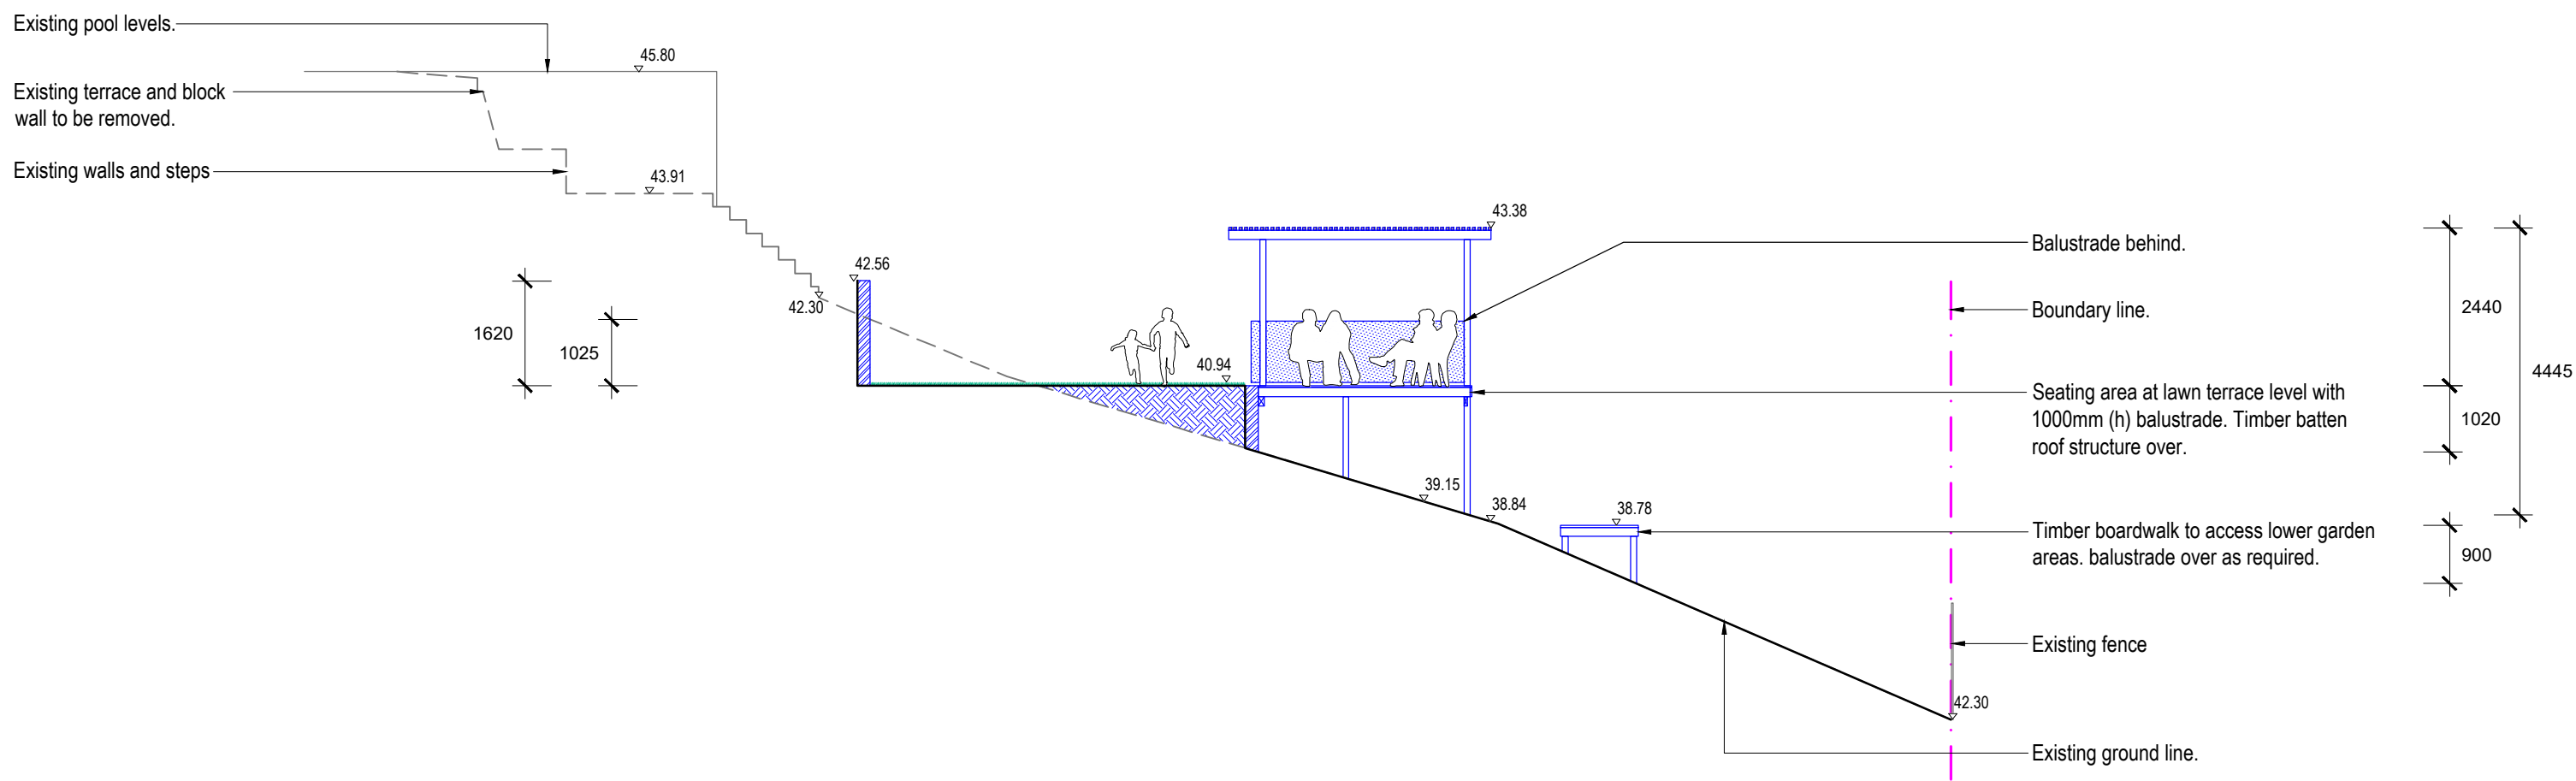 Existing pool levels.
45.80
Existing terrace and block
wall to be removed.
Existing walls and steps
43.91
43.38
Balustrade behind.
42.56
42.30
Boundary line.
2440
1620
1025
40.94
4445
Seating area at lawn terrace level with
1000mm (h) balustrade. Timber batten
roof structure over.
1020
39.15
38.84
38.78
Timber boardwalk to access lower garden
areas. balustrade over as required.
900
Existing fence
42.30
Existing ground line.